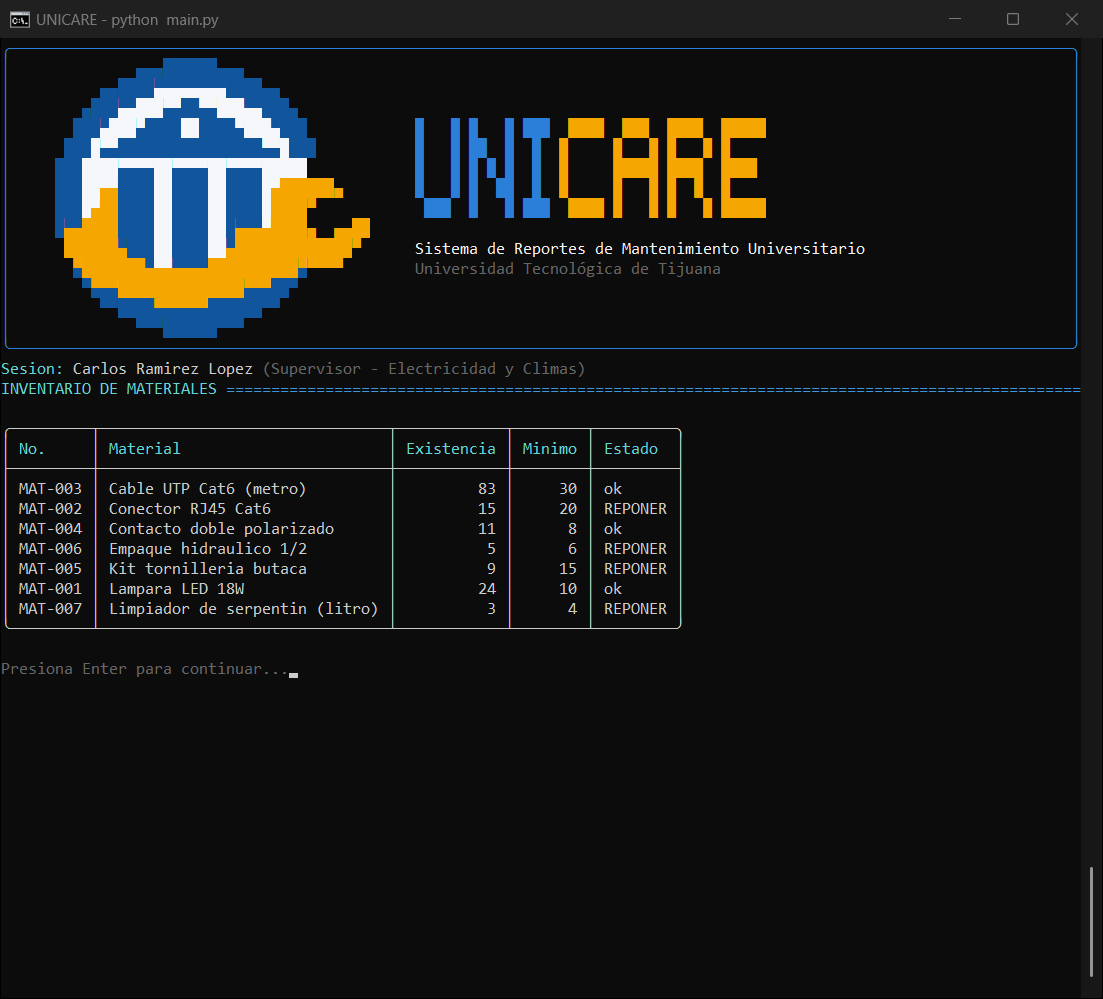 UNICARE - python  main.py
UNICARE
Sistema de Reportes de Mantenimiento Universitario
Universidad Tecnológica de Tijuana
Sesion: Carlos Ramirez Lopez (Supervisor - Electricidad y Climas)
INVENTARIO DE MATERIALES ===============================================================================================
No. Material Existencia Minimo Estado
MAT-003 Cable UTP Cat6 (metro) 83 30 ok
MAT-002 Conector RJ45 Cat6 15 20 REPONER
MAT-004 Contacto doble polarizado 11 8 ok
MAT-006 Empaque hidraulico 1/2 5 6 REPONER
MAT-005 Kit tornilleria butaca 9 15 REPONER
MAT-001 Lampara LED 18W 24 10 ok
MAT-007 Limpiador de serpentin (litro) 3 4 REPONER
Presiona Enter para continuar...